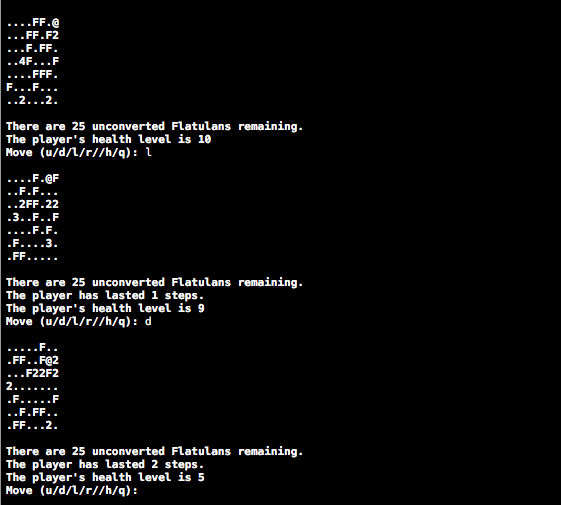 ....FF.@
...FF.F2
...F.FF.
..4F...F
....FFF.
F...F...
..2...2.
There are 25 unconverted Flatulans remaining.
The player's health level is 10
Move (u/d/l/r//h/q): l
....F.@F
..F.F...
..2FF.22
.3..F..F
....F.F.
.F....3.
.FF.....
There are 25 unconverted Flatulans remaining.
The player has lasted 1 steps.
The player's health level is 9
Move (u/d/l/r//h/q): d
.....F..
.FF..F@2
...F22F2
2.......
.F.....F
..F.FF..
.FF...2.
There are 25 unconverted Flatulans remaining.
The player has lasted 2 steps.
The player's health level is 5
Move (u/d/l/r//h/q):